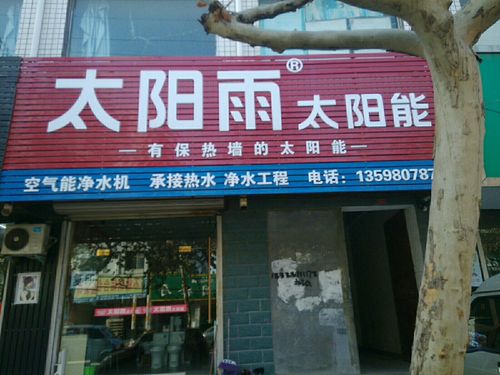 太阳雨® 太阳能
—有保热墙的太阳能—
空气能净水机 承接热水 净水工程 电话:13598078